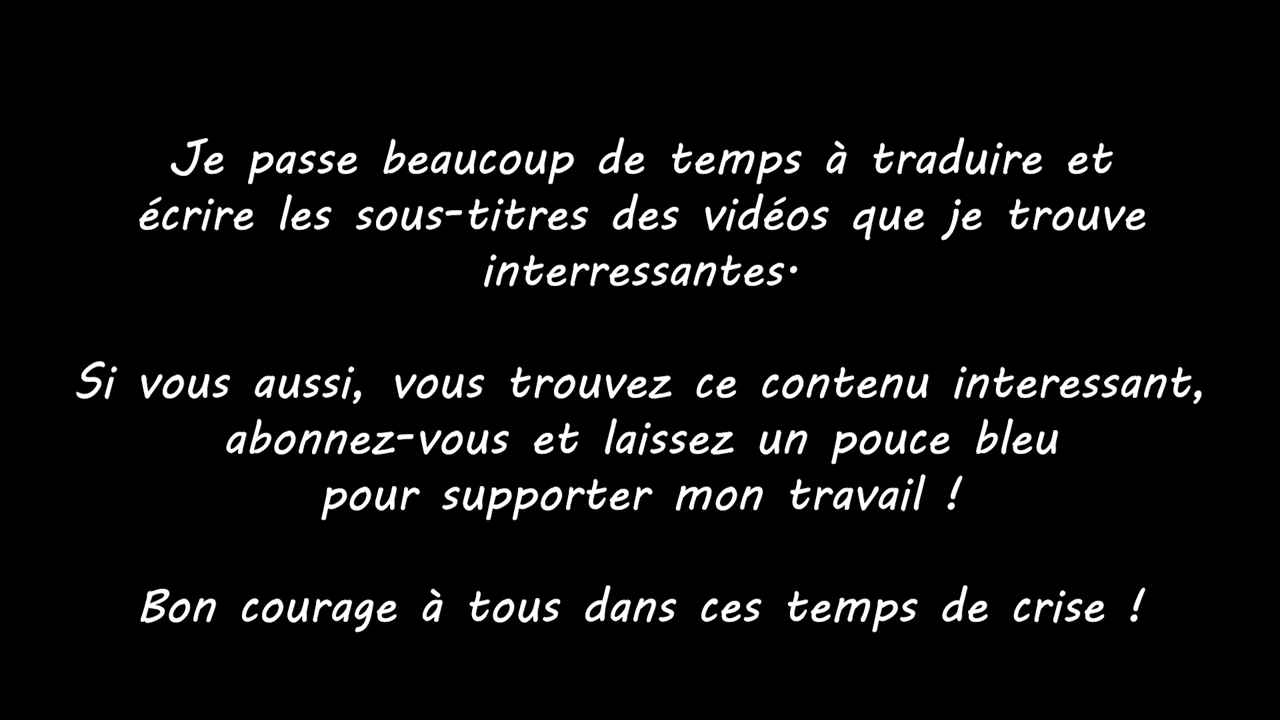 Je passe beaucoup de temps à traduire et
écrire les sous-titres des vidéos que je trouve
interressantes.
Si vous aussi, vous trouvez ce contenu interessant,
abonnez-vous et laissez un pouce bleu
pour supporter mon travail !
Bon courage à tous dans ces temps de crise !